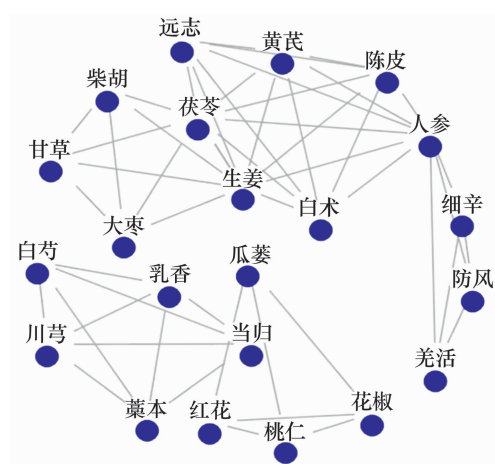 远志
黄芪
陈皮
柴胡
茯苓
人参
甘草
生姜
白术
细辛
大枣
白芍
乳香
瓜蒌
防风
川芎
当归
羌活
藁本
红花
花椒
桃仁